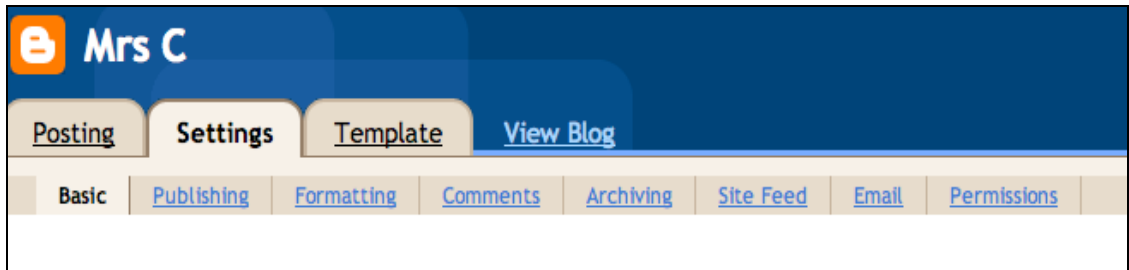 Mrs C
Posting Settings Template View Blog
Basic Publishing Formatting Comments Archiving Site Feed Email Permissions